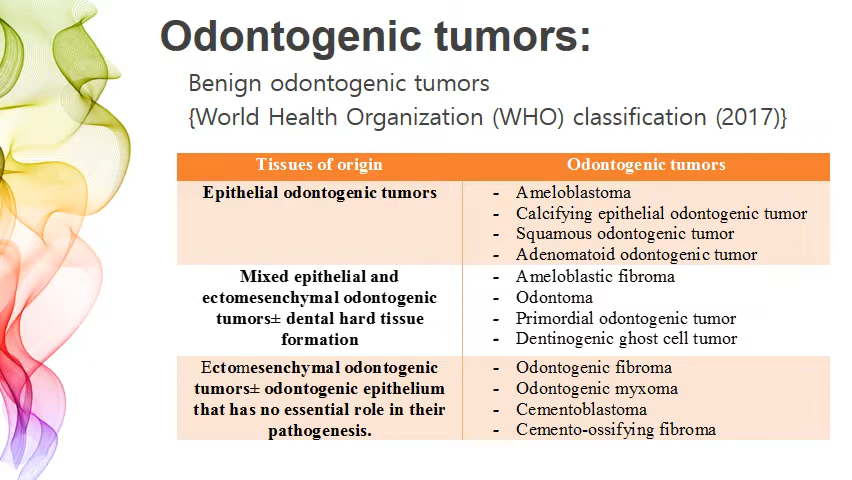 Odontogenic tumors:
Benign odontogenic tumors
{World Health Organization (WHO) classification (2017)}
Tissues of origin
Odontogenic tumors
Epithelial odontogenic tumors
- Ameloblastoma
- Calcifying epithelial odontogenic tumor
- Squamous odontogenic tumor
- Adenomatoid odontogenic tumor
Mixed epithelial and
ectomesenchymal odontogenic
tumors± dental hard tissue
formation
- Ameloblastic fibroma
- Odontoma
- Primordial odontogenic tumor
- Dentinogenic ghost cell tumor
Ectomesenchymal odontogenic
tumors± odontogenic epithelium
that has no essential role in their
pathogenesis.
- Odontogenic fibroma
- Odontogenic myxoma
- Cementoblastoma
- Cemento-ossifying fibroma